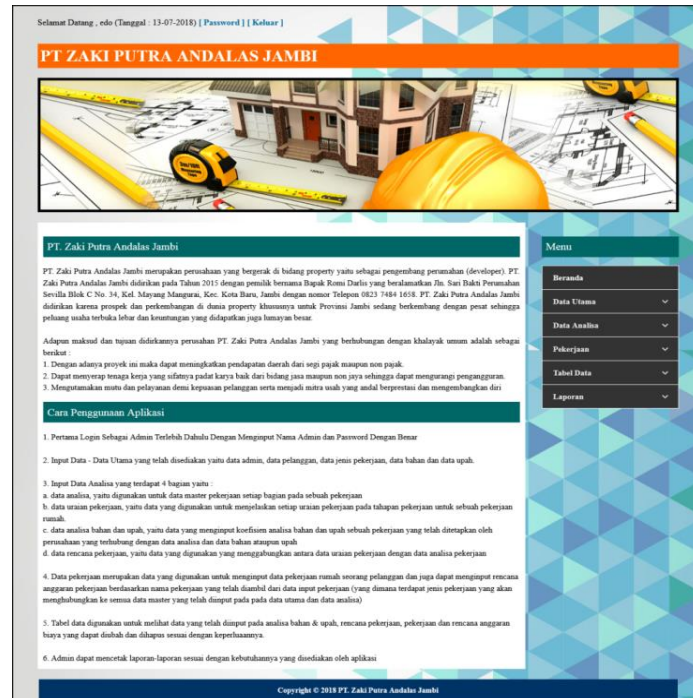 Selamat Datang , edo (Tanggal : 13-07-2018) [ Password ] [ Keluar ]
PT ZAKI PUTRA ANDALAS JAMBI
PT. Zaki Putra Andalas Jambi
PT. Zaki Putra Andalas Jambi merupakan perusahaan yang bergerak di bidang property yaitu sebagai pengembang perumahan (developer). PT.
Zaki Putra Andalas Jambi didirikan pada Tahun 2015 dengan pemilik bersama Bapak Romi Darlis yang beralamatkan Jln. Sari Bakti Perumahan
Sevilla Blok C No. 34, Kel. Mayang Mangurai, Kec. Kota Baru, Jambi dengan nomor Telepon 0823 7484 1658. PT. Zaki Putra Andalas Jambi
didirikan karena prospek dan perkembangan di dunia property khususnya untuk Provinsi Jambi sedang berkembang dengan pesat sehingga
peluang usaha terbuka lebar dan keuntungan yang didapatkan juga lumayan besar.
Adapun maksud dan tujuan didirkannya perusahan PT. Zaki Putra Andalas Jambi yang berhubungan dengan khalayak umum adalah sebagai
berikut :
1. Dengan adanya proyek ini maka dapat meningkatkan pendapatan daerah dari segi pajak maupun non pajak.
2. Dapat menyerap tenaga kerja yang sifatnya padat karya baik dari bidang jasa maupun non jaya sehingga dapat mengurangi pengangguran.
3. Mengutamakan mutu dan pelayanan demi kepuasan pelanggan serta menjadi mitra usah yang andal berprestasi dan mengembangkan diri
Cara Penggunaan Aplikasi
1. Pertama Login Sebagai Admin Terlebih Dahulu Dengan Menginput Nama Admin dan Password Dengan Benar
2. Input Data - Data Utama yang telah disediakan yaitu data admin, data pelanggan, data jenis pekerjaan, data bahan dan data upah.
3. Input Data Analisa yang terdapat 4 bagian yaitu :
a. data analisa, yaitu digunakan untuk data master pekerjaan setiap bagian pada sebuah pekerjaan
b. data uraian pekerjaan, yaitu data yang digunakan untuk menjelaskan setiap uraian pekerjaan pada tahapan pekerjaan untuk sebuah pekerjaan
rumah.
c. data analisa bahan dan upah, yaitu data yang menginput koefisien analisa bahan dan upah sebuah pekerjaan yang telah ditetapkan oleh
perusahaan yang terhubung dengan data analisa dan data bahan ataupun upah
d. data rencana pekerjaan, yaitu data yang digunakan yang menggabungkan antara data uraian pekerjaan dengan data analisa pekerjaan
4. Data pekerjaan merupakan data yang digunakan untuk menginput data pekerjaan rumah seorang pelanggan dan juga dapat menginput rencana
anggaran pekerjaan berdasarkan nama pekerjaan yang telah diambil dari data input pekerjaan (yang dimana terdapat jenis pekerjaan yang akan
menghubungkan ke semua data master yang telah diinput pada pada data utama dan data analisa)
5. Tabel data digunakan untuk melihat data yang telah diinput pada analisa bahan & upah, rencana pekerjaan, pekerjaan dan rencana anggaran
biaya yang dapat diubah dan dihapus sesuai dengan keperluaannya.
6. Admin dapat mencetak laporan-laporan sesuai dengan kebutuhannya yang disediakan oleh aplikasi
Menu
Beranda
Data Utama
Data Analisa
Pekerjaan
Tabel Data
Laporan
Copyright © 2018 PT. Zaki Putra Andalas Jambi